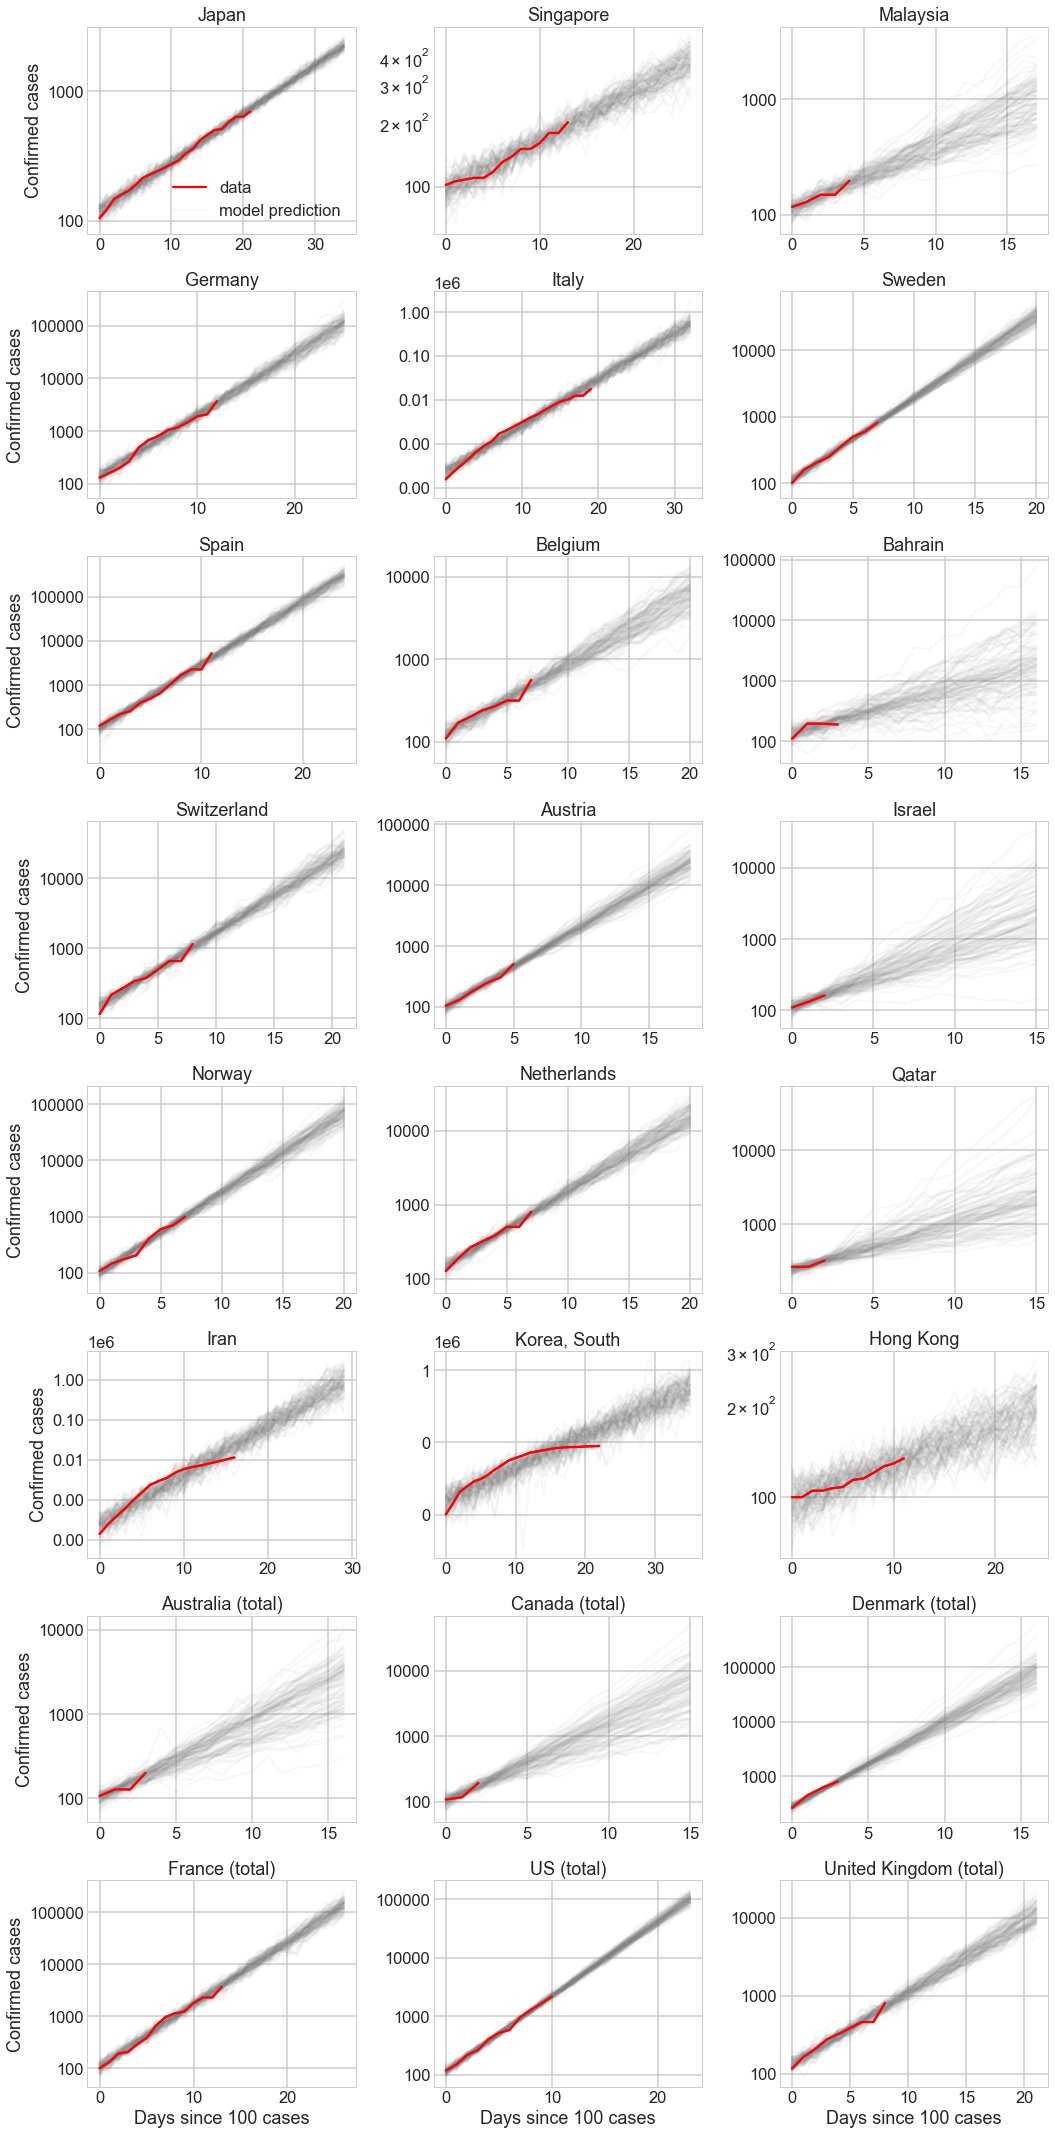 Japan
Confirmed cases
1000
100
0 10 20 30
data
model prediction
Singapore
4 × 10²
3 × 10²
2 × 10²
100
0 10 20
Malaysia
1000
100
0 5 10 15
Germany
Confirmed cases
100000
10000
1000
100
0 10 20
Italy
1e6
1.00
0.10
0.01
0.00
0.00
0 10 20 30
Sweden
10000
1000
100
0 5 10 15 20
Spain
Confirmed cases
100000
10000
1000
100
0 10 20
Belgium
10000
1000
100
0 5 10 15 20
Bahrain
100000
10000
1000
100
0 5 10 15
Switzerland
Confirmed cases
10000
1000
100
0 5 10 15 20
Austria
100000
10000
1000
100
0 5 10 15
Israel
10000
1000
100
0 5 10 15
Norway
Confirmed cases
100000
10000
1000
100
0 5 10 15 20
Netherlands
10000
1000
100
0 5 10 15 20
Qatar
10000
1000
0 5 10 15
Iran
1e6
Confirmed cases
1.00
0.10
0.01
0.00
0.00
0 10 20 30
Korea, South
1e6
1
0
0
0 10 20 30
Hong Kong
3 × 10²
2 × 10²
100
0 10 20
Australia (total)
Confirmed cases
10000
1000
100
0 5 10 15
Canada (total)
10000
1000
100
0 5 10 15
Denmark (total)
100000
10000
1000
0 5 10 15
France (total)
Confirmed cases
100000
10000
1000
100
0 10 20
Days since 100 cases
US (total)
100000
10000
1000
100
0 10 20
Days since 100 cases
United Kingdom (total)
10000
1000
100
0 5 10 15 20
Days since 100 cases